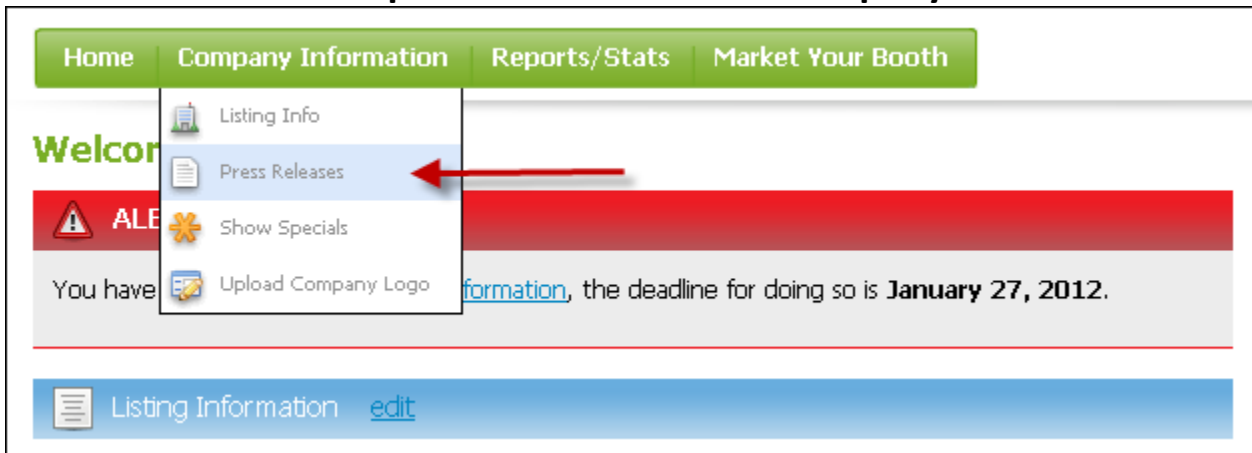 Home Company Information Reports/Stats Market Your Booth
Listing Info
Welcor
Press Releases
ALE
Show Specials
Upload Company Logo
You have formation, the deadline for doing so is January 27, 2012.
Listing Information edit